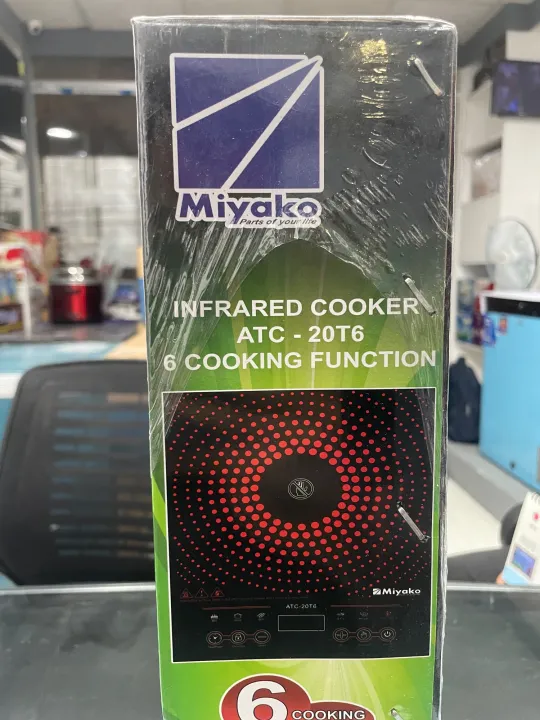 Miyako
Parts of your life
INFRARED COOKER
ATC - 20T6
6 COOKING FUNCTION
Miyako
ATC-20T6
6 COOKING